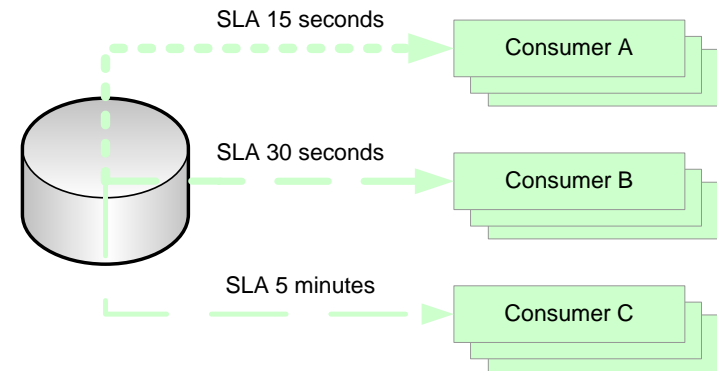 SLA 15 seconds
Consumer A
SLA 30 seconds
Consumer B
SLA 5 minutes
Consumer C